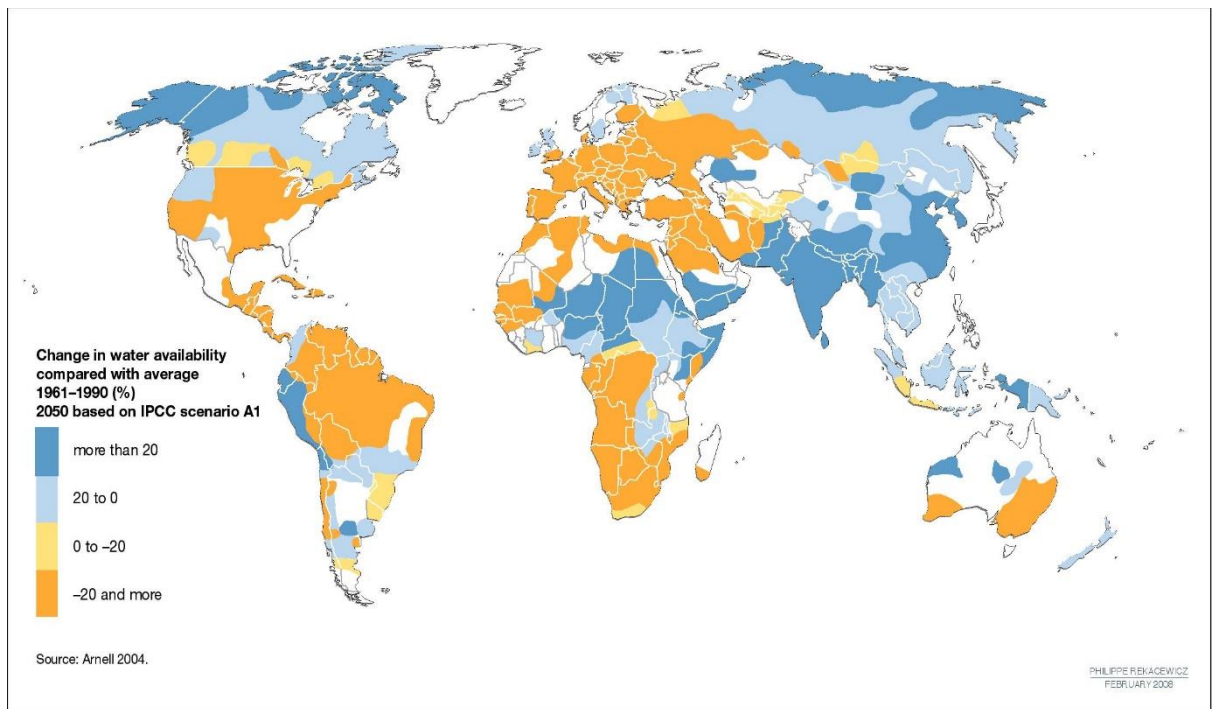 Change in water availability
compared with average
1961–1990 (%)
2050 based on IPCC scenario A1
more than 20
20 to 0
0 to –20
–20 and more
Source: Arnell 2004.
PHILIPPE REKACEWICZ
FEBRUARY 2008